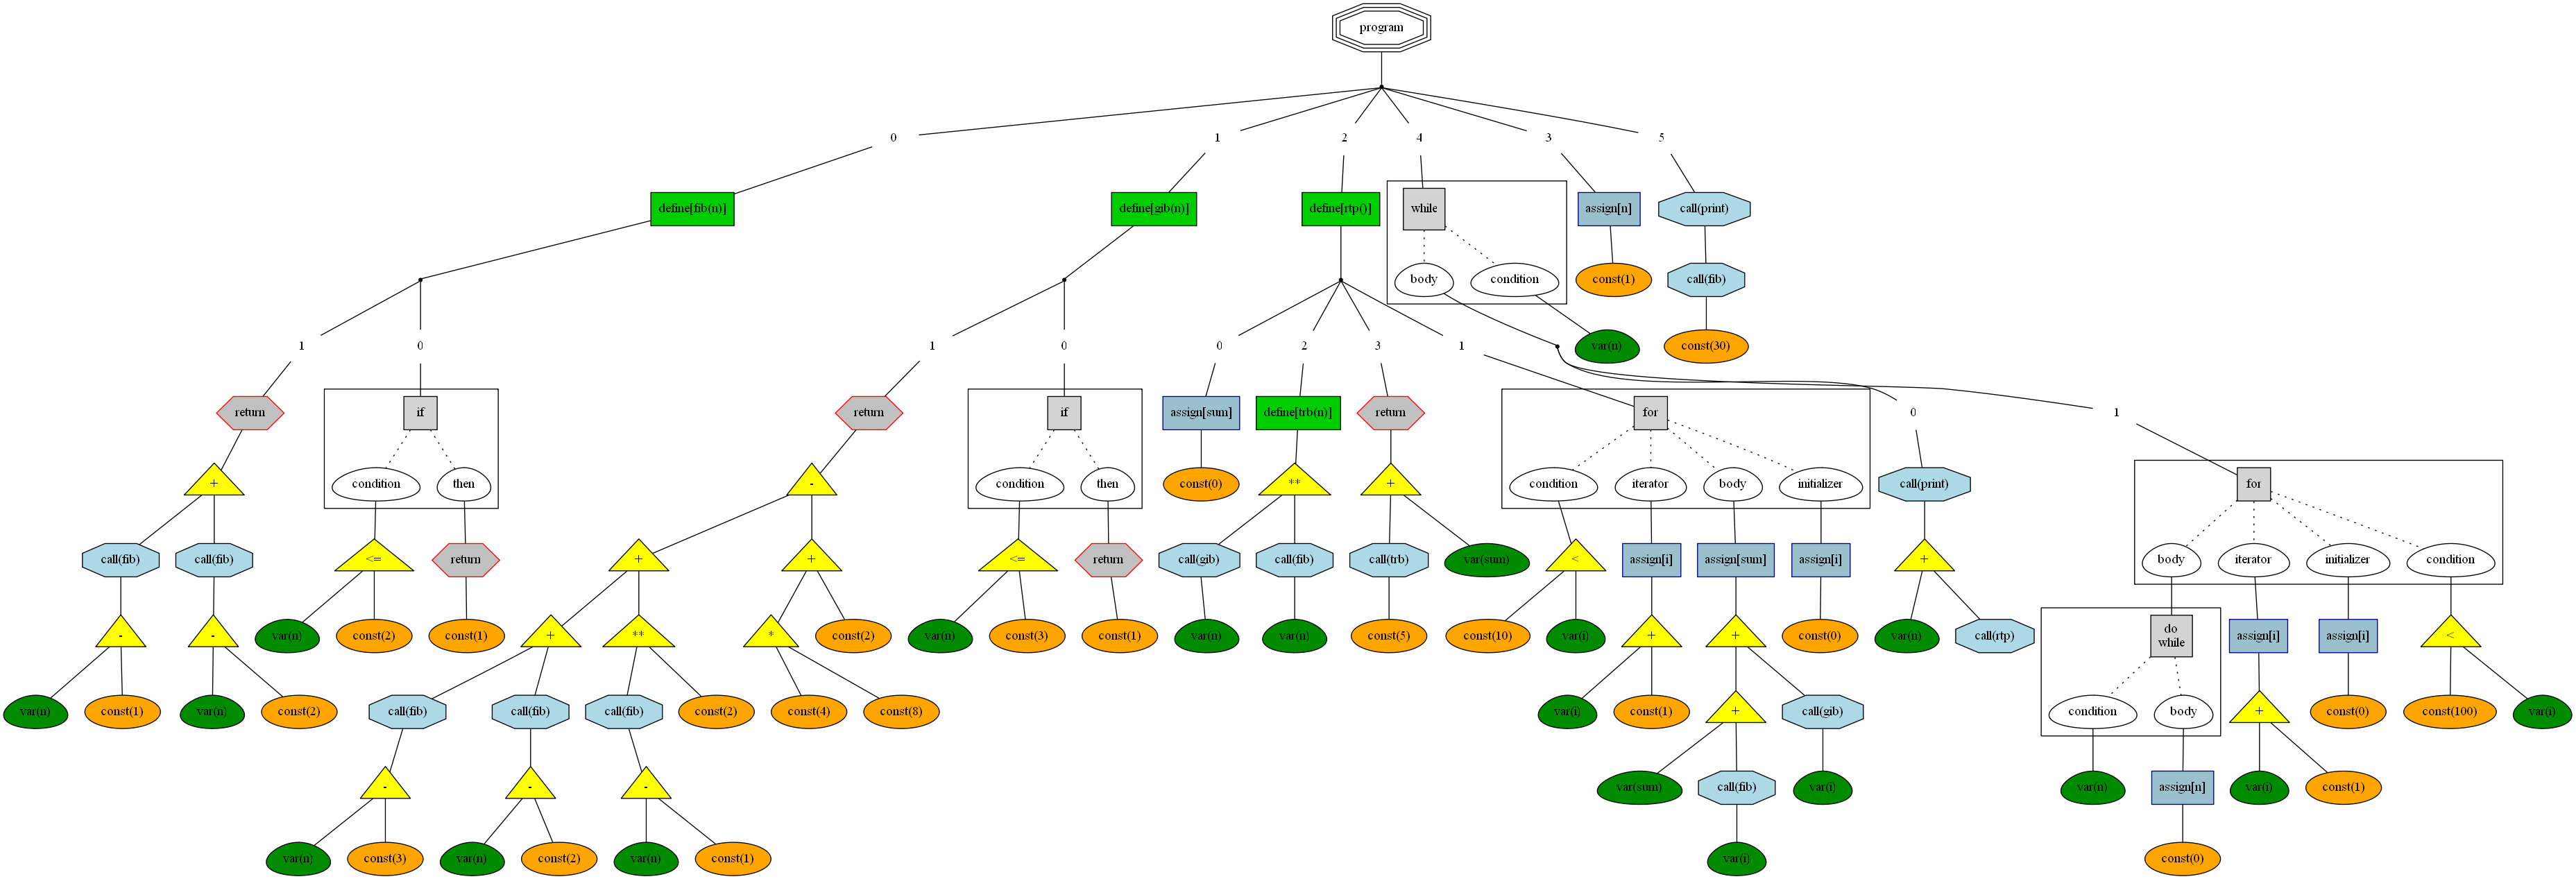 program
0 1 2 4 3 5
define[fib(n)] define[gib(n)] define[rtp()] while assign[n] call(print)
body condition const(1) call(fib)
1 0 1 0 0 2 3 1 var(n) const(30)
return if return if assign[sum] define[trb(n)] return for 0 1
+ condition then - condition then const(0) ** + condition iterator body initializer call(print) for
call(fib) call(fib) <= return + + <= return call(gib) call(fib) call(trb) var(sum) < assign[i] assign[sum] assign[i] + body iterator initializer condition
- - var(n) const(2) const(1) + ** * const(2) var(n) const(3) const(1) var(n) var(n) const(5) const(10) var(i) + + const(0) var(n) call(rtp) do
while assign[i] assign[i] <
var(n) const(1) var(n) const(2) call(fib) call(fib) call(fib) const(2) const(4) const(8) var(i) const(1) + call(gib) condition body + const(0) const(100) var(i)
- - - var(sum) call(fib) var(i) var(n) assign[n] var(i) const(1)
var(n) const(3) var(n) const(2) var(n) const(1) var(i) const(0)